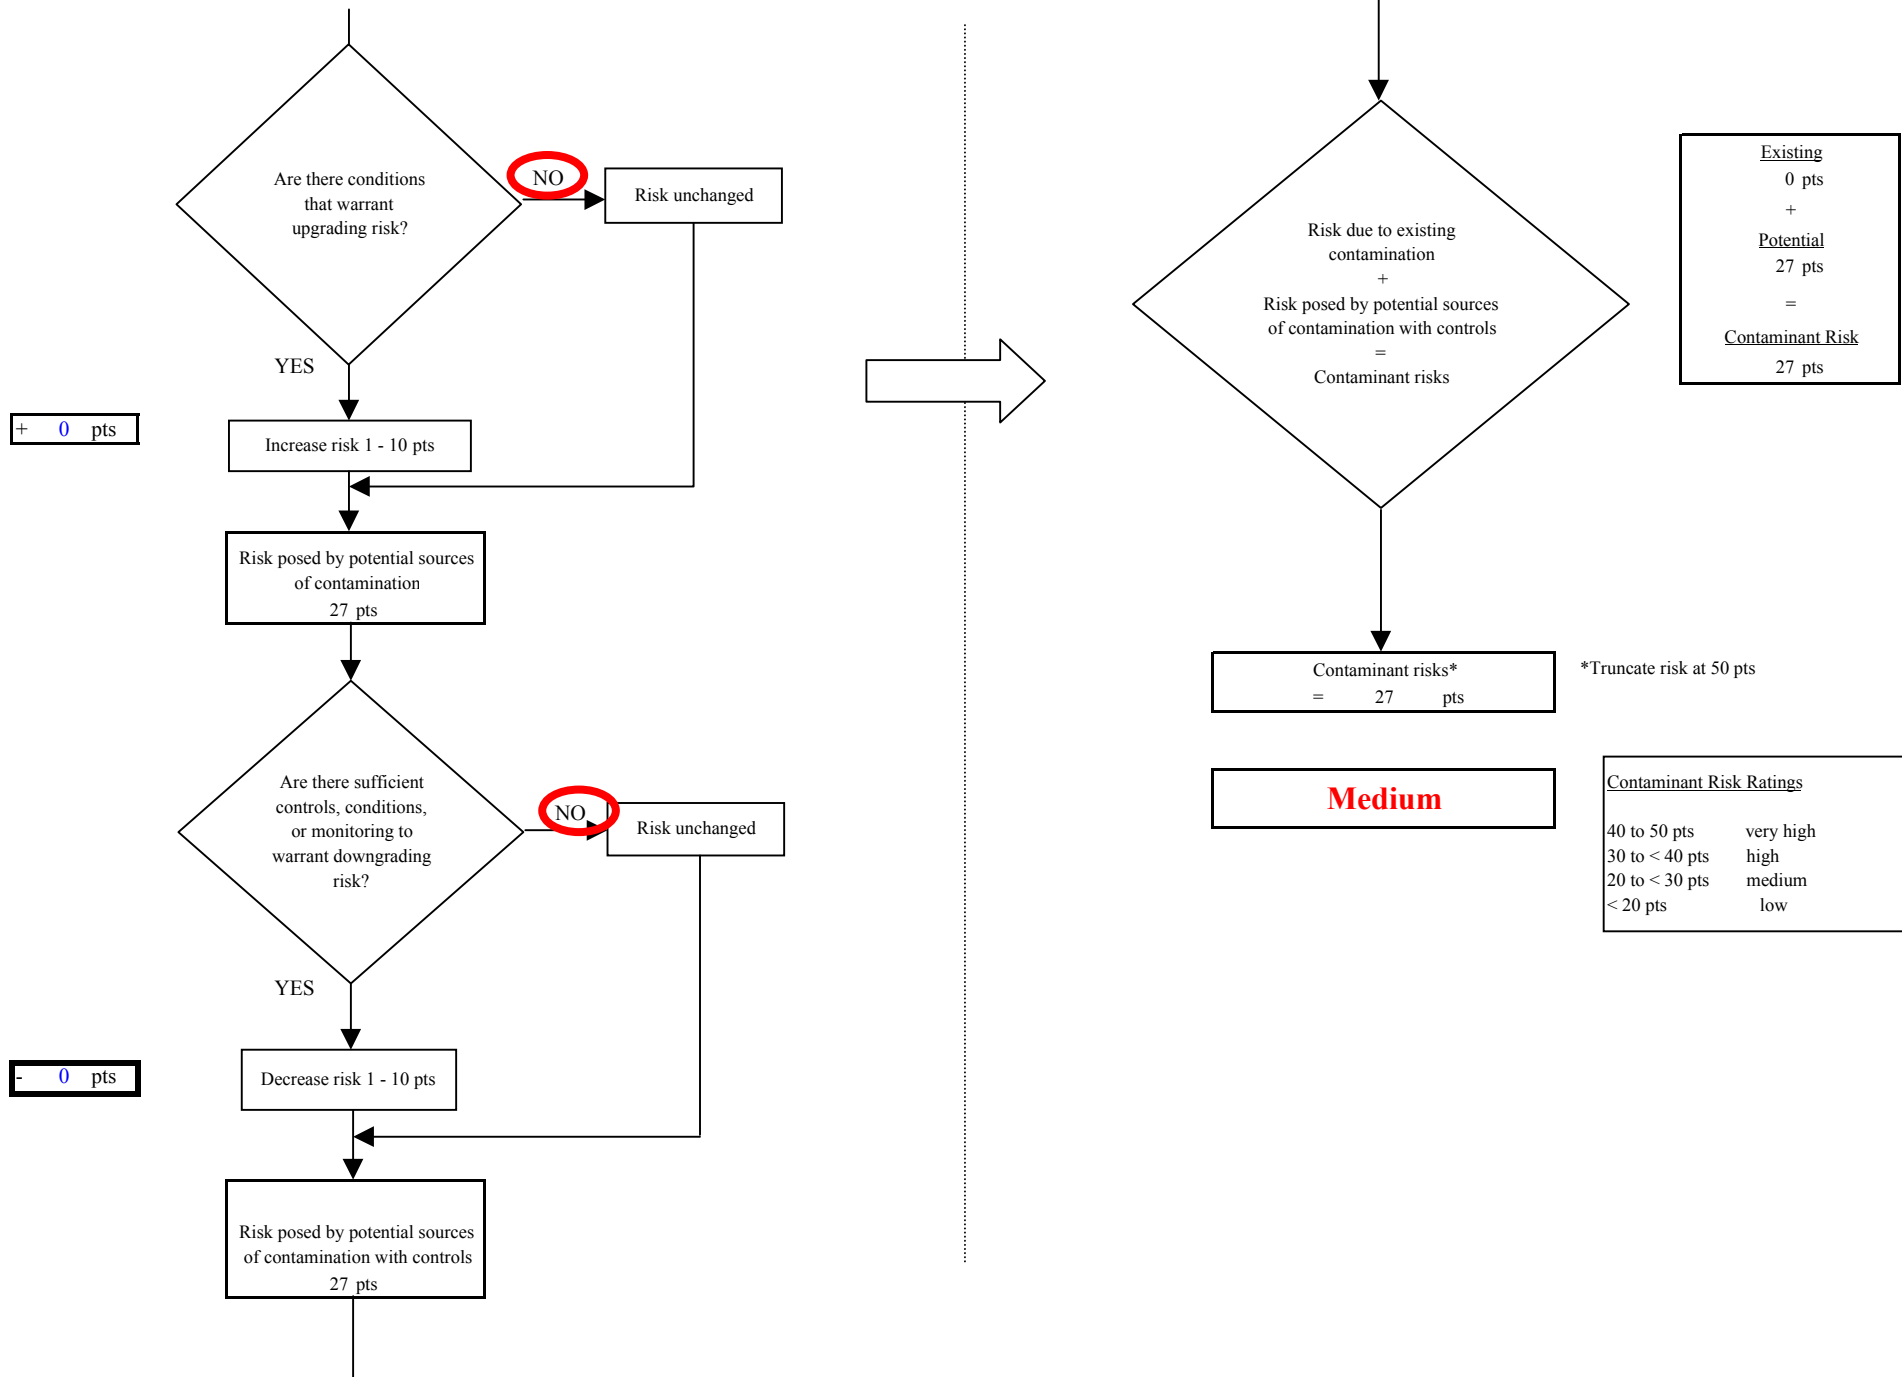 Are there conditions
that warrant
upgrading risk?
NO
Risk unchanged
YES
+ 0 pts
Increase risk 1 - 10 pts
Risk posed by potential sources
of contamination
27 pts
Are there sufficient
controls, conditions,
or monitoring to
warrant downgrading
risk?
NO
Risk unchanged
YES
- 0 pts
Decrease risk 1 - 10 pts
Risk posed by potential sources
of contamination with controls
27 pts
Risk due to existing
contamination
+
Risk posed by potential sources
of contamination with controls
=
Contaminant risks
Existing
0 pts
+
Potential
27 pts
=
Contaminant Risk
27 pts
Contaminant risks*
= 27 pts
*Truncate risk at 50 pts
Medium
Contaminant Risk Ratings
40 to 50 pts very high
30 to < 40 pts high
20 to < 30 pts medium
< 20 pts low